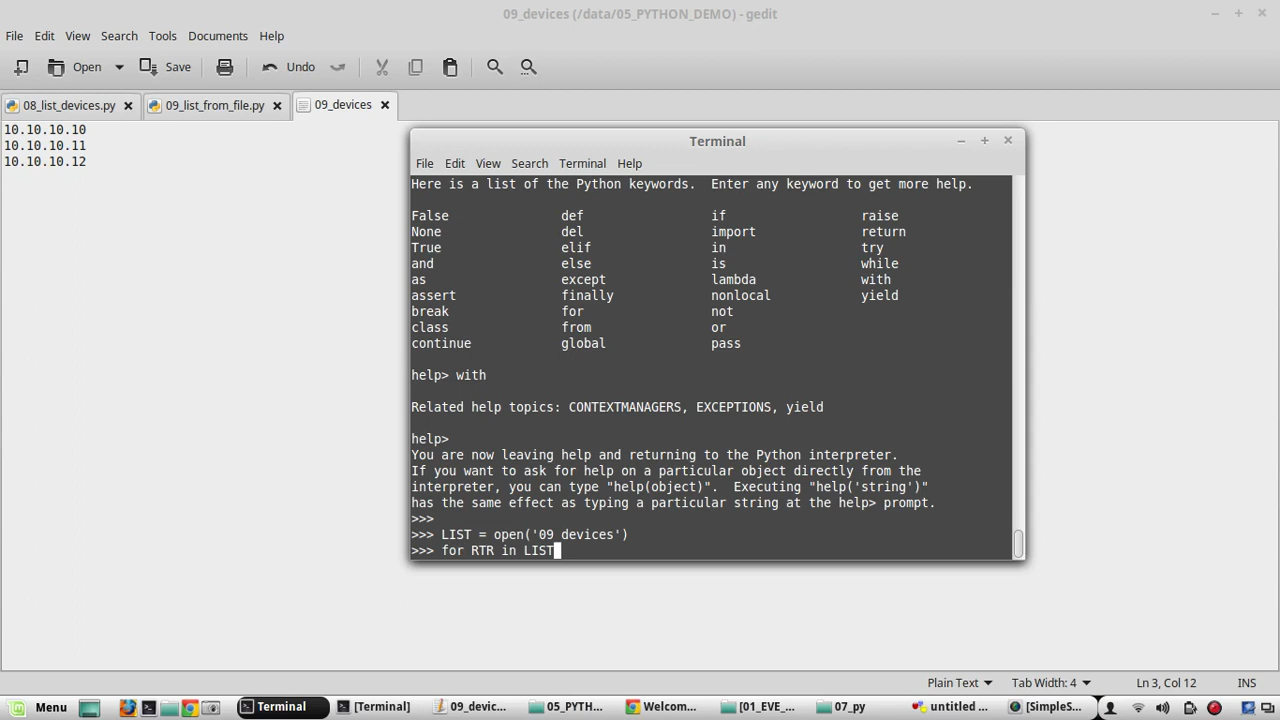 09_devices (/data/05_PYTHON_DEMO) - gedit
File Edit View Search Tools Documents Help
Open Save Undo
08_list_devices.py 09_list_from_file.py 09_devices
10.10.10.10
10.10.10.11
10.10.10.12
Terminal
File Edit View Search Terminal Help
Here is a list of the Python keywords.  Enter any keyword to get more help.
False def if raise
None del import return
True elif in try
and else is while
as except lambda with
assert finally nonlocal yield
break for not
class from or
continue global pass
help> with
Related help topics: CONTEXTMANAGERS, EXCEPTIONS, yield
help>
You are now leaving help and returning to the Python interpreter.
If you want to ask for help on a particular object directly from the
interpreter, you can type "help(object)".  Executing "help('string')"
has the same effect as typing a particular string at the help> prompt.
>>>
>>> LIST = open('09_devices')
>>> for RTR in LIST
Plain Text Tab Width: 4 Ln 3, Col 12 INS
Menu Terminal [Terminal] 09_devic... 05_PYTH... Welcom... [01_EVE_... 07_py untitled ... [SimpleS...